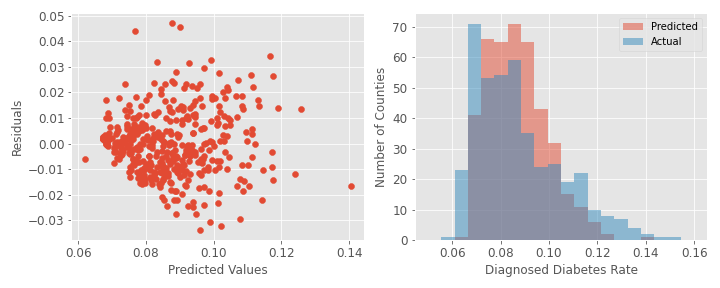 0.05
0.04
0.03
0.02
0.01
0.00
−0.01
−0.02
−0.03
Residuals
0.06 0.08 0.10 0.12 0.14
Predicted Values
70
60
50
40
30
20
10
0
Number of Counties
Predicted
Actual
0.06 0.08 0.10 0.12 0.14 0.16
Diagnosed Diabetes Rate